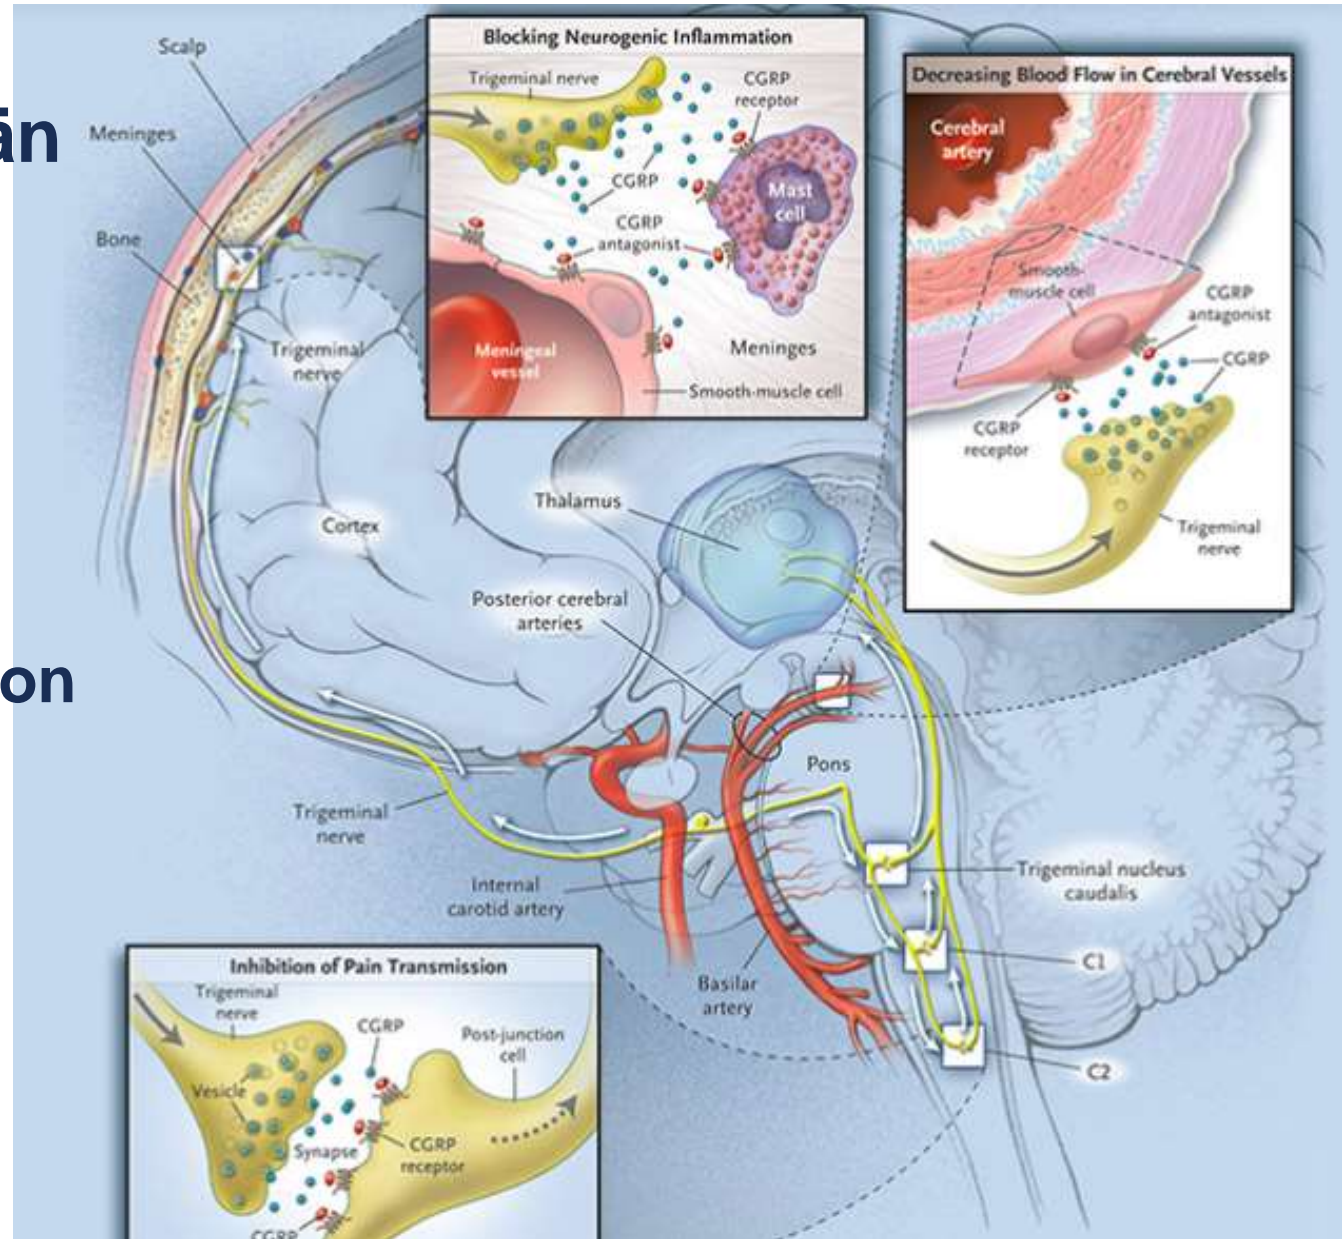 ān
on
Scalp
Meninges
Bone
Trigeminal
nerve
Cortex
Blocking Neurogenic Inflammation
Trigeminal nerve
CGRP
receptor
CGRP
Mast
cell
CGRP
antagonist
Meningeal
vessel
Meninges
Smooth-muscle cell
Decreasing Blood Flow in Cerebral Vessels
Cerebral
artery
Smooth-
muscle cell
CGRP
antagonist
CGRP
CGRP
receptor
Trigeminal
nerve
Thalamus
Posterior cerebral
arteries
Pons
Trigeminal
nerve
Internal
carotid artery
Basilar
artery
Trigeminal nucleus
caudalis
C1
C2
Inhibition of Pain Transmission
Trigeminal
nerve
CGRP
Post-junction
cell
Vesicle
Synapse
CGRP
receptor
CGRP